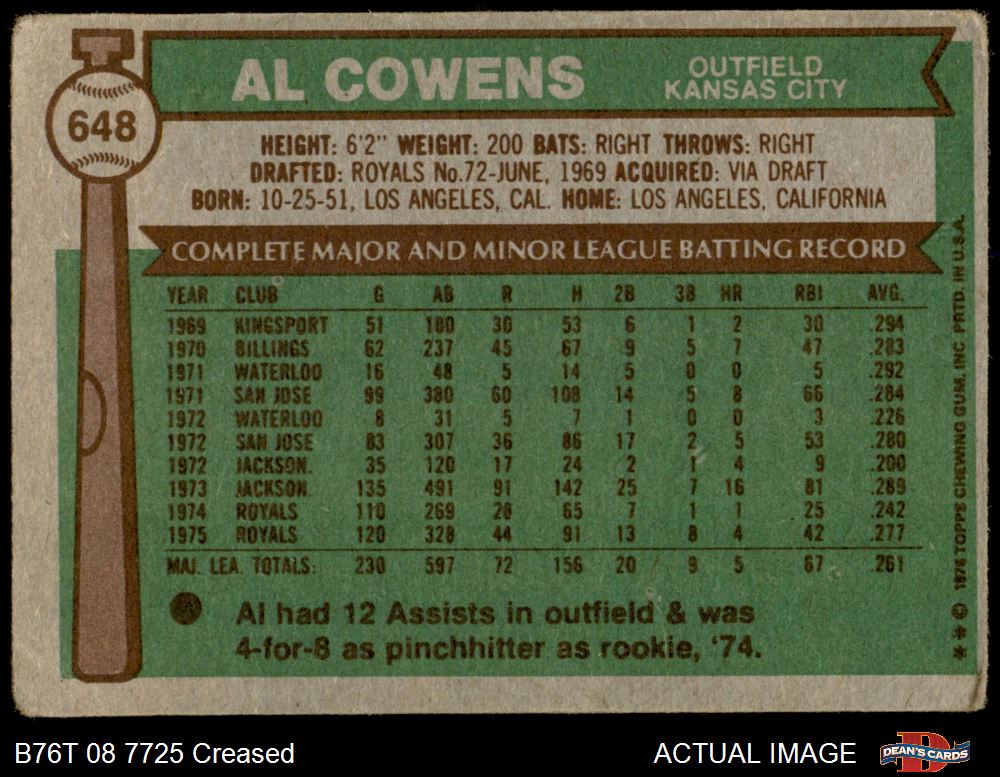 648
AL COWENS
OUTFIELD
KANSAS CITY
HEIGHT: 6'2" WEIGHT: 200 BATS: RIGHT THROWS: RIGHT
DRAFTED: ROYALS No.72-JUNE, 1969 ACQUIRED: VIA DRAFT
BORN: 10-25-51, LOS ANGELES, CAL. HOME: LOS ANGELES, CALIFORNIA
COMPLETE MAJOR AND MINOR LEAGUE BATTING RECORD
YEAR CLUB G AB R H 2B 3B HR RBI AVG.
1969 KINGSPORT 51 180 30 53 6 1 2 30 .294
1970 BILLINGS 62 237 45 67 9 5 7 47 .283
1971 WATERLOO 16 48 5 14 5 0 0 5 .292
1971 SAN JOSE 99 380 60 108 14 5 8 66 .284
1972 WATERLOO 8 31 5 7 1 0 0 3 .226
1972 SAN JOSE 83 307 36 86 17 2 5 53 .280
1972 JACKSON 35 120 17 24 2 1 4 9 .200
1973 JACKSON 135 491 91 142 25 7 16 81 .289
1974 ROYALS 110 269 28 65 7 1 1 25 .242
1975 ROYALS 120 328 44 91 13 8 4 42 .277
MAJ. LEA. TOTALS: 230 597 72 156 20 9 5 67 .261
Al had 12 Assists in outfield & was
4-for-8 as pinchhitter as rookie, '74.
* * © 1976 TOPPS CHEWING GUM, INC PRTD. IN U.S.A.
B76T 08 7725 Creased
ACTUAL IMAGE
D
DEAN'S CARDS